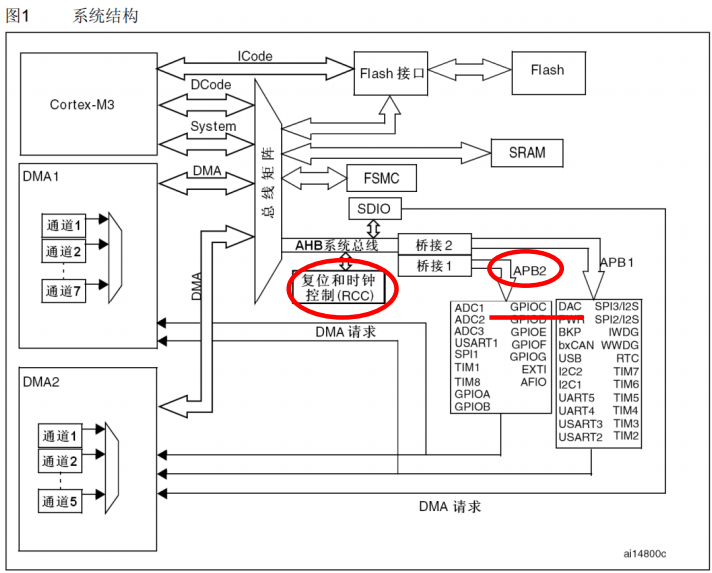 图1 系统结构
ICode
Cortex-M3
DCode
System
Flash 接口
Flash
DMA1
DMA
总线矩阵
SRAM
FSMC
SDIO
通道1
通道2
通道7
AHB系统总线
桥接2
桥接1
复位和时钟
控制(RCC)
APB2
APB1
DMA
DMA 请求
ADC1 GPIOC
ADC2 GPIOD
ADC3 GPIOE
USART1 GPIOF
SPI1 GPIOG
TIM1 EXTI
TIM8 AFIO
GPIOA
GPIOB
DAC SPI3/I2S
PWR SPI2/I2S
BKP IWDG
bxCAN WWDG
USB RTC
I2C2 TIM7
I2C1 TIM6
UART5 TIM5
UART4 TIM4
USART3 TIM3
USART2 TIM2
DMA2
通道1
通道2
通道5
DMA 请求
ai14800c